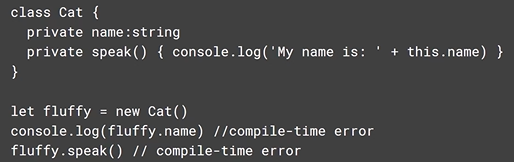 class Cat {
  private name:string
  private speak() { console.log('My name is: ' + this.name) }
}

let fluffy = new Cat()
console.log(fluffy.name) //compile-time error
fluffy.speak() // compile-time error